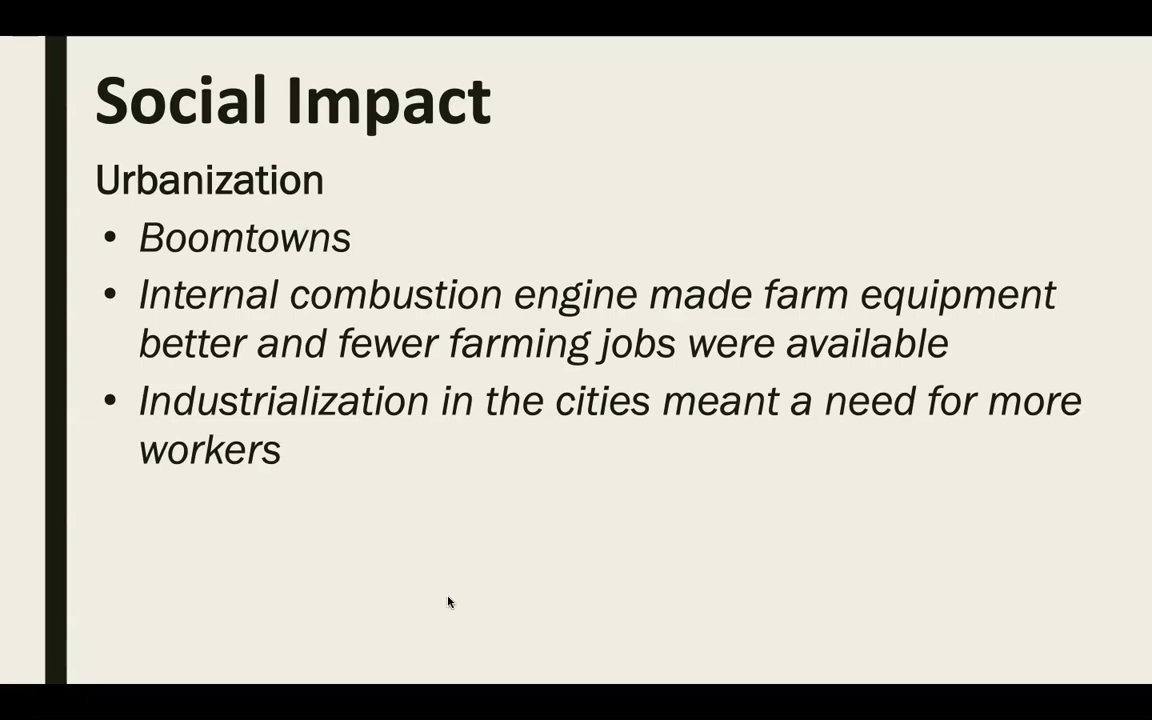 Social Impact
Urbanization
• Boomtowns
• Internal combustion engine made farm equipment
better and fewer farming jobs were available
• Industrialization in the cities meant a need for more
workers